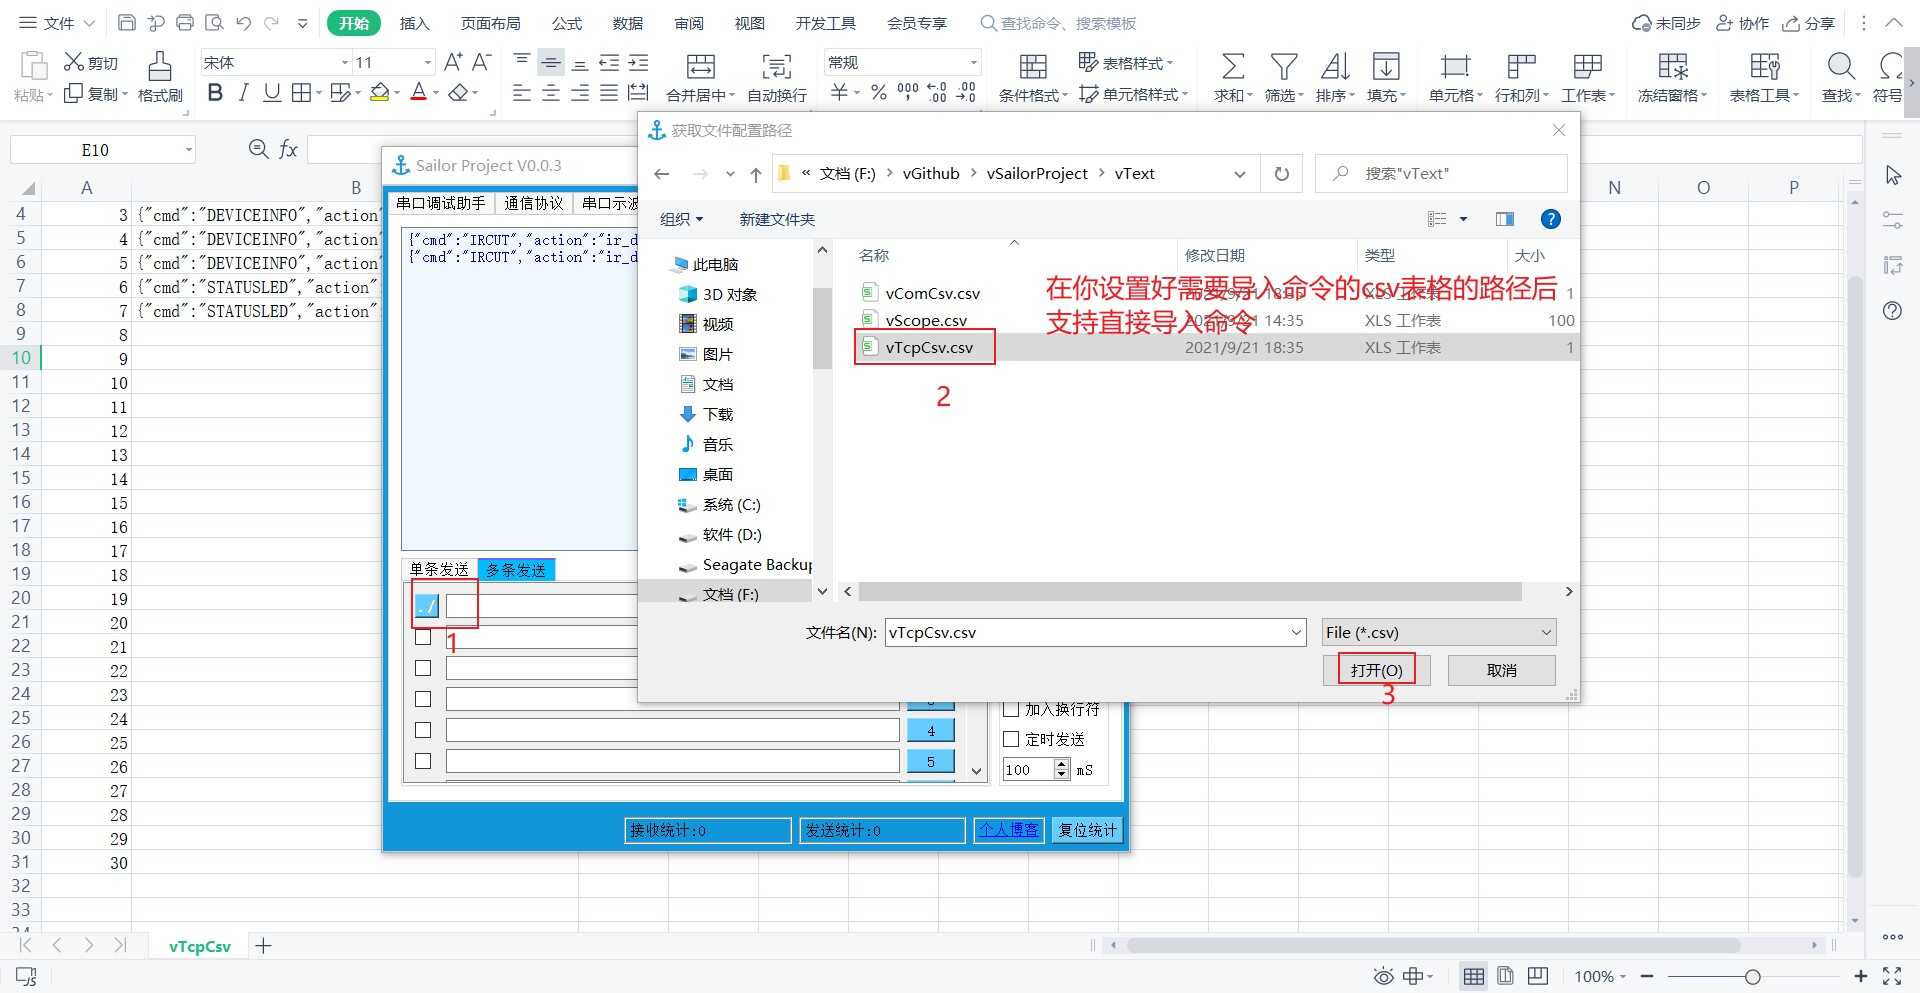 文件 开始 插入 页面布局 公式 数据 审阅 视图 开发工具 会员专享 查找命令、搜索模板 未同步 协作 分享
剪切 宋体 11 A+ A- 常规 表格样式
粘贴 复制 格式刷 B I U A 合并居中 自动换行 ¥ % 000 条件格式 单元格样式 求和 筛选 排序 填充 单元格 行和列 工作表 冻结窗格 表格工具 查找 符号
E10 fx
A B N O P
4 3 {"cmd":"DEVICEINFO","action"
5 4 {"cmd":"DEVICEINFO","action"
6 5 {"cmd":"DEVICEINFO","action"
7 6 {"cmd":"STATUSLED","action"
8 7 {"cmd":"STATUSLED","action"
9 8
10 9
11 10
12 11
13 12
14 13
15 14
16 15
17 16
18 17
19 18
20 19
21 20
22 21
23 22
24 23
25 24
26 25
27 26
28 27
29 28
30 29
31 30
32
33
Sailor Project V0.0.3
串口调试助手 通信协议 串口示波
{"cmd":"IRCUT","action":"ir_d
{"cmd":"IRCUT","action":"ir_d
单条发送 多条发送
./
1
4
5
加入换行符
定时发送
100 mS
接收统计:0 发送统计:0 个人博客 复位统计
获取文件配置路径
« 文档 (F:) › vGithub › vSailorProject › vText 搜索"vText"
组织 新建文件夹 ?
名称 修改日期 类型 大小
此电脑
3D 对象
视频
图片
文档
下载
音乐
桌面
系统 (C:)
软件 (D:)
Seagate Backup
文档 (F:)
vComCsv.csv 2021/9/21 18:35 XLS 工作表 1
vScope.csv 2021/9/21 14:35 XLS 工作表 100
vTcpCsv.csv 2021/9/21 18:35 XLS 工作表 1
在你设置好需要导入命令的csv表格的路径后
支持直接导入命令
2
文件名(N): vTcpCsv.csv File (*.csv)
打开(O) 取消
3
vTcpCsv
100%